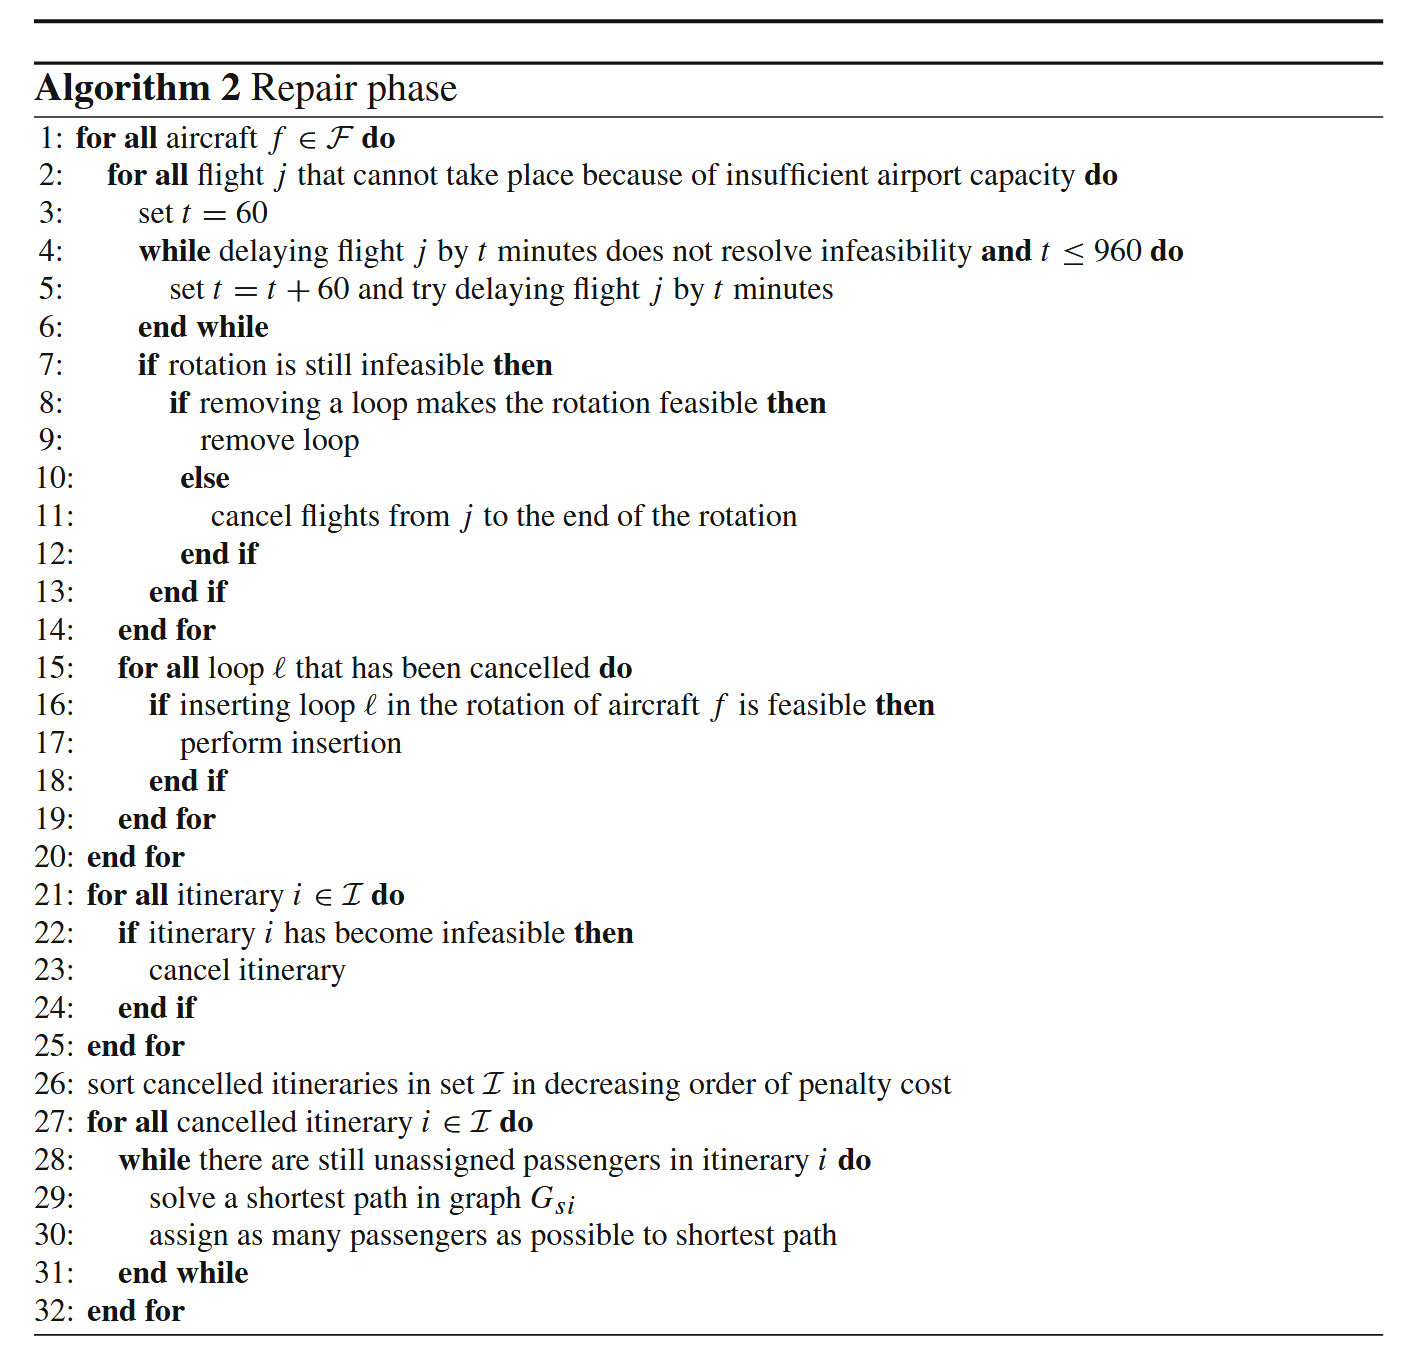 Algorithm 2 Repair phase
1: for all aircraft f ∈ ℱ do
2: for all flight j that cannot take place because of insufficient airport capacity do
3: set t = 60
4: while delaying flight j by t minutes does not resolve infeasibility and t ≤ 960 do
5: set t = t + 60 and try delaying flight j by t minutes
6: end while
7: if rotation is still infeasible then
8: if removing a loop makes the rotation feasible then
9: remove loop
10: else
11: cancel flights from j to the end of the rotation
12: end if
13: end if
14: end for
15: for all loop ℓ that has been cancelled do
16: if inserting loop ℓ in the rotation of aircraft f is feasible then
17: perform insertion
18: end if
19: end for
20: end for
21: for all itinerary i ∈ ℐ do
22: if itinerary i has become infeasible then
23: cancel itinerary
24: end if
25: end for
26: sort cancelled itineraries in set ℐ in decreasing order of penalty cost
27: for all cancelled itinerary i ∈ ℐ do
28: while there are still unassigned passengers in itinerary i do
29: solve a shortest path in graph G_{si}
30: assign as many passengers as possible to shortest path
31: end while
32: end for